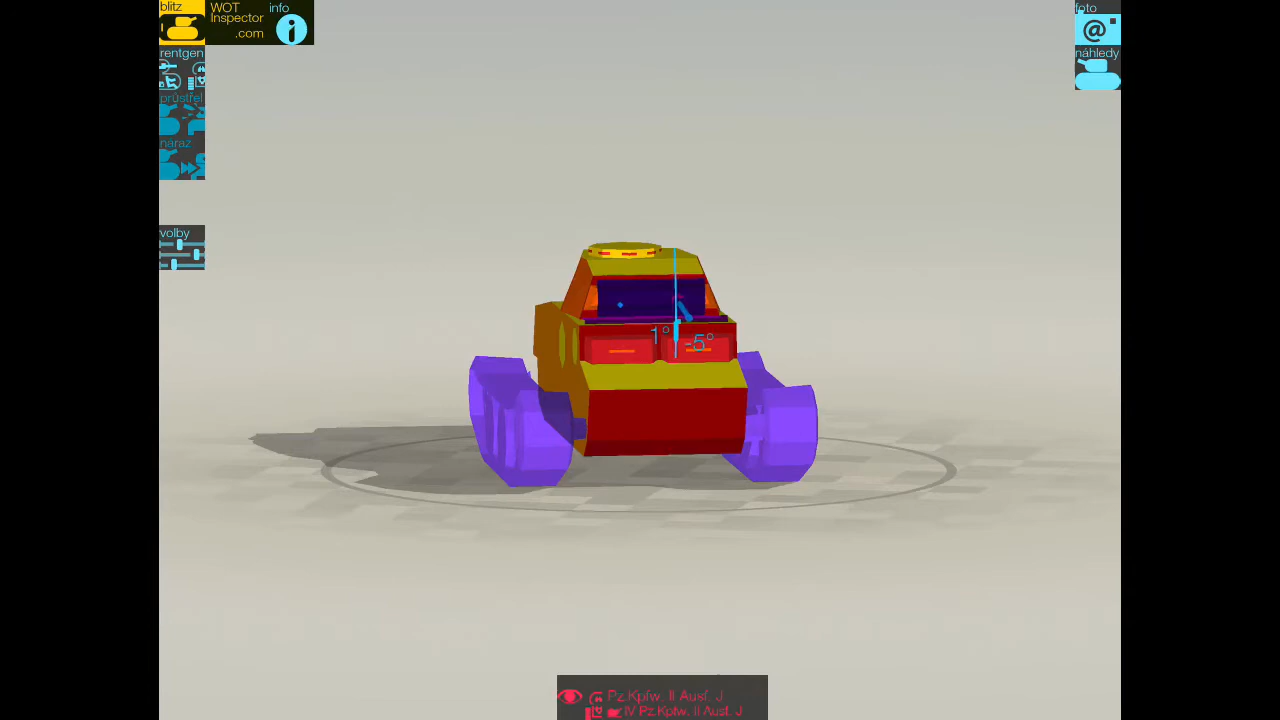 blitz
WOT
Inspector
.com
info
rentgen
průstřel
náraz
volby
foto
@
náhledy
1°
-5°
Pz.Kpfw. II Ausf. J
IV Pz.Kpfw. II Ausf. J